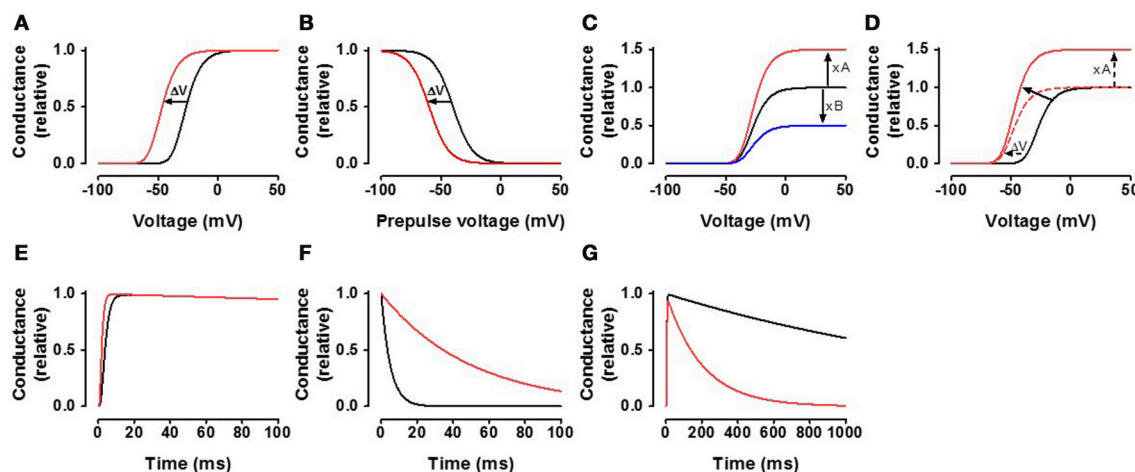 A
Conductance
(relative)
1.0
0.5
0.0
ΔV
-100
-50
0
50
Voltage (mV)
B
Conductance
(relative)
1.0
0.5
0.0
ΔV
-100
-50
0
50
Prepulse voltage (mV)
C
Conductance
(relative)
1.5
1.0
0.5
0.0
xA
xB
-100
-50
0
50
Voltage (mV)
D
Conductance
(relative)
1.5
1.0
0.5
0.0
xA
ΔV
-100
-50
0
50
Voltage (mV)
E
Conductance
(relative)
1.0
0.5
0.0
0
20
40
60
80
100
Time (ms)
F
Conductance
(relative)
1.0
0.5
0.0
0
20
40
60
80
100
Time (ms)
G
Conductance
(relative)
1.0
0.5
0.0
0
200
400
600
800
1000
Time (ms)